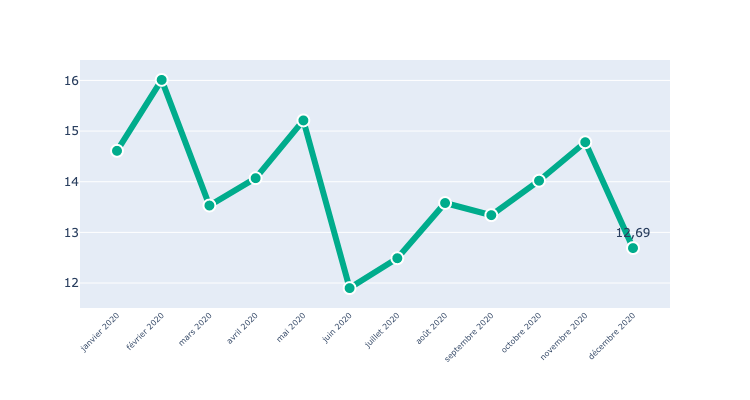 16
15
14
13
12
12,69
janvier 2020
février 2020
mars 2020
avril 2020
mai 2020
juin 2020
juillet 2020
août 2020
septembre 2020
octobre 2020
novembre 2020
décembre 2020